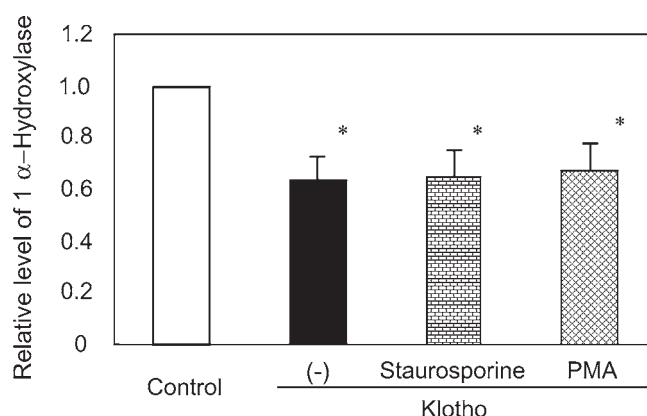 Relative level of 1 α-Hydroxylase
1.2
1.0
0.8
0.6
0.4
0.2
0
* * *
Control (-) Staurosporine PMA
Klotho